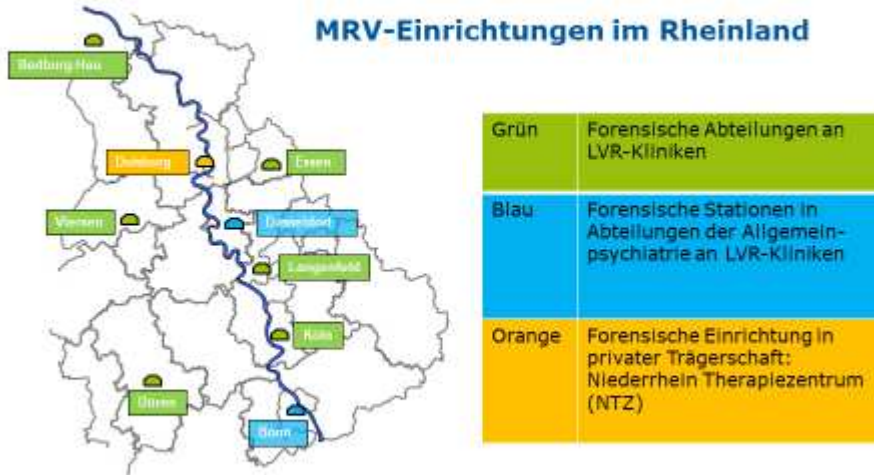 MRV-Einrichtungen im Rheinland
Bedburg-Hau
Duisburg
Essen
Viersen
Düsseldorf
Langenfeld
Köln
Düren
Bonn
Grün
Forensische Abteilungen an
LVR-Kliniken
Blau
Forensische Stationen in
Abteilungen der Allgemein-
psychiatrie an LVR-Kliniken
Orange
Forensische Einrichtung in
privater Trägerschaft:
Niederrhein Therapiezentrum
(NTZ)